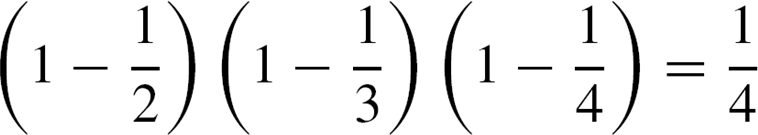 (1 − 1/2) (1 − 1/3) (1 − 1/4) = 1/4